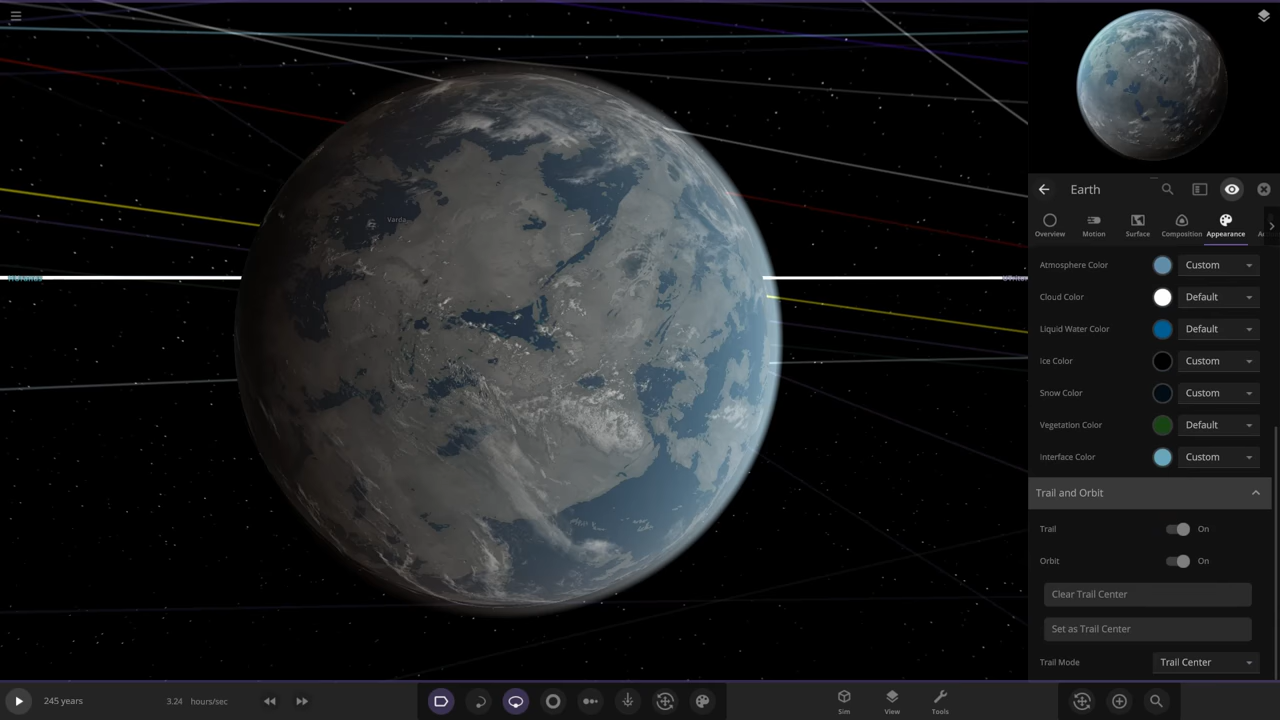 Earth
Overview
Motion
Surface
Composition
Appearance
Varda
Atmosphere Color Custom
Cloud Color Default
Liquid Water Color Default
Ice Color Custom
Snow Color Custom
Vegetation Color Default
Interface Color Custom
Trail and Orbit
Trail On
Orbit On
Clear Trail Center
Set as Trail Center
Trail Mode Trail Center
245 years
3.24 hours/sec
Sim
View
Tools